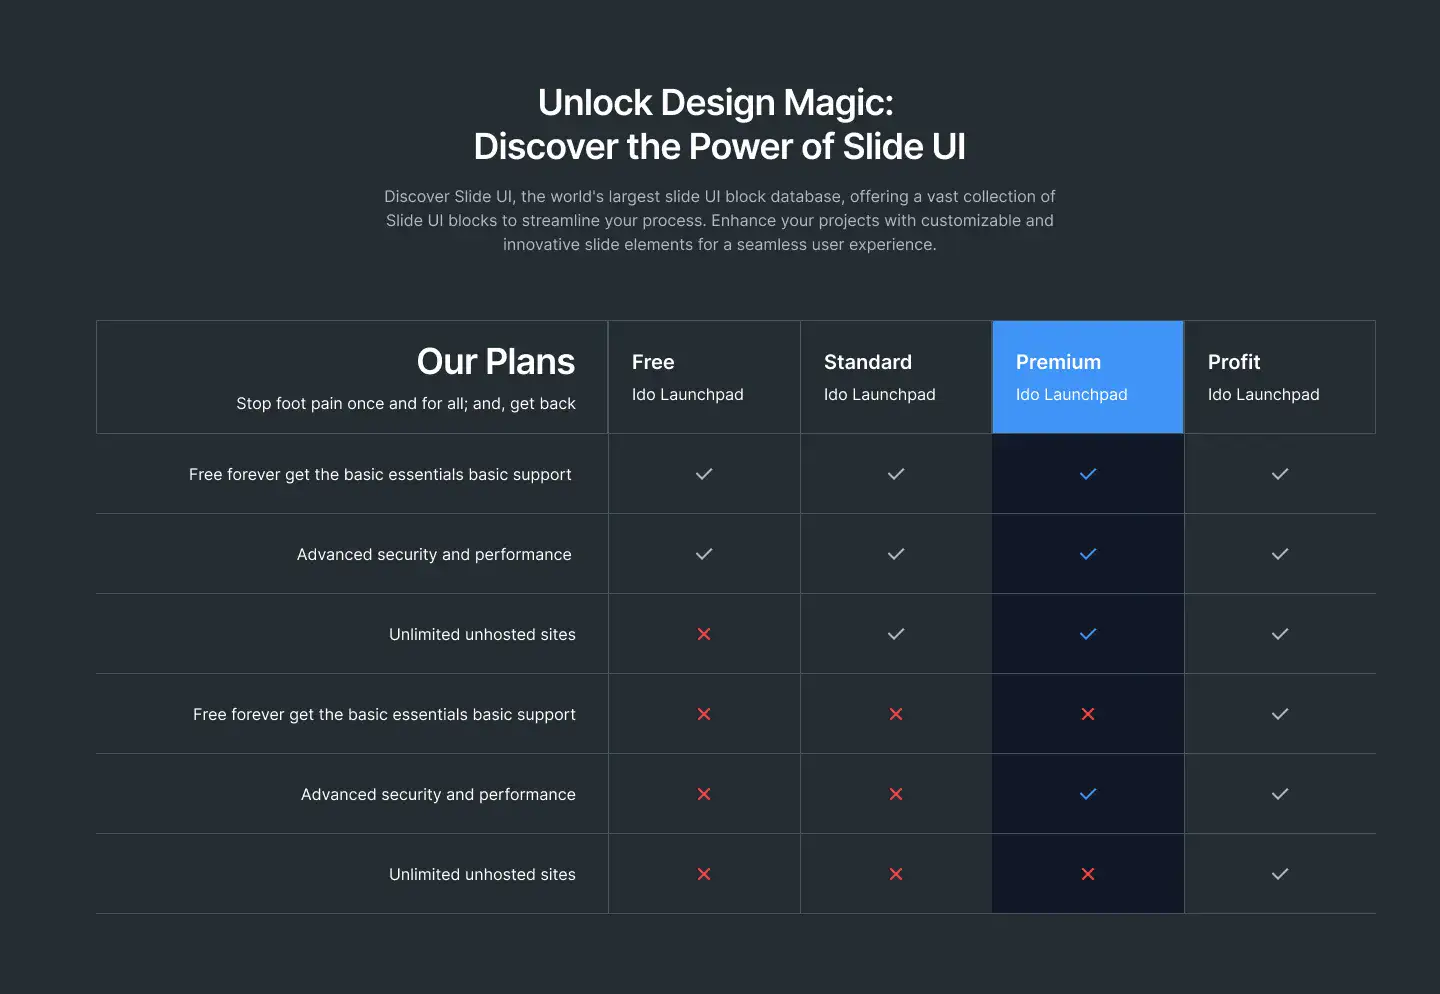 Unlock Design Magic:
Discover the Power of Slide UI
Discover Slide UI, the world's largest slide UI block database, offering a vast collection of
Slide UI blocks to streamline your process. Enhance your projects with customizable and
innovative slide elements for a seamless user experience.
Our Plans
Stop foot pain once and for all; and, get back
Free
Ido Launchpad
Standard
Ido Launchpad
Premium
Ido Launchpad
Profit
Ido Launchpad
Free forever get the basic essentials basic support
Advanced security and performance
Unlimited unhosted sites
Free forever get the basic essentials basic support
Advanced security and performance
Unlimited unhosted sites